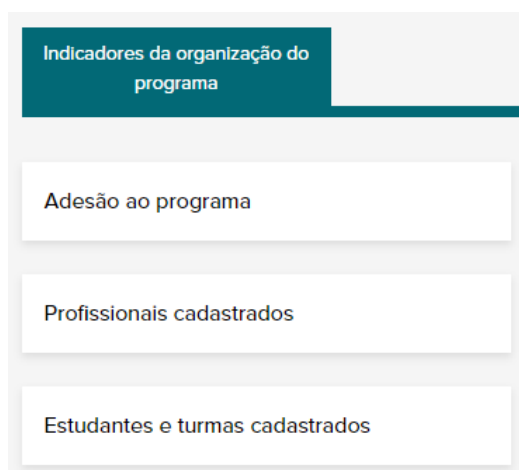 Indicadores da organização do
programa
Adesão ao programa
Profissionais cadastrados
Estudantes e turmas cadastrados